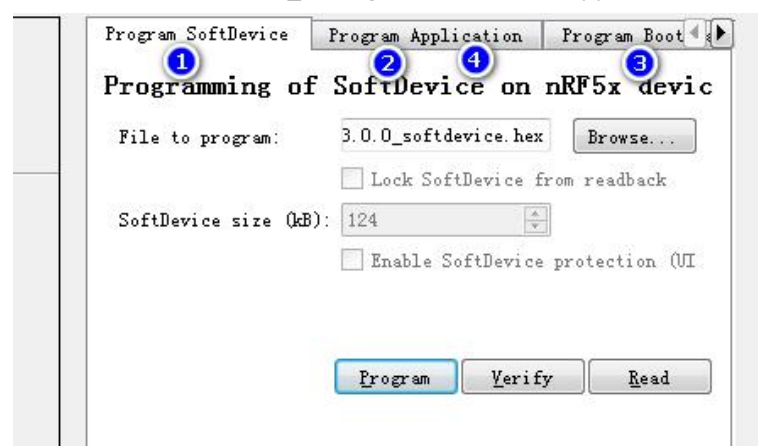 Program SoftDevice Program Application Program Boot
1 2 4 3
Programming of SoftDevice on nRF5x devic
File to program: 3.0.0_softdevice.hex Browse...
Lock SoftDevice from readback
SoftDevice size (kB): 124
Enable SoftDevice protection (UI
Program Verify Read